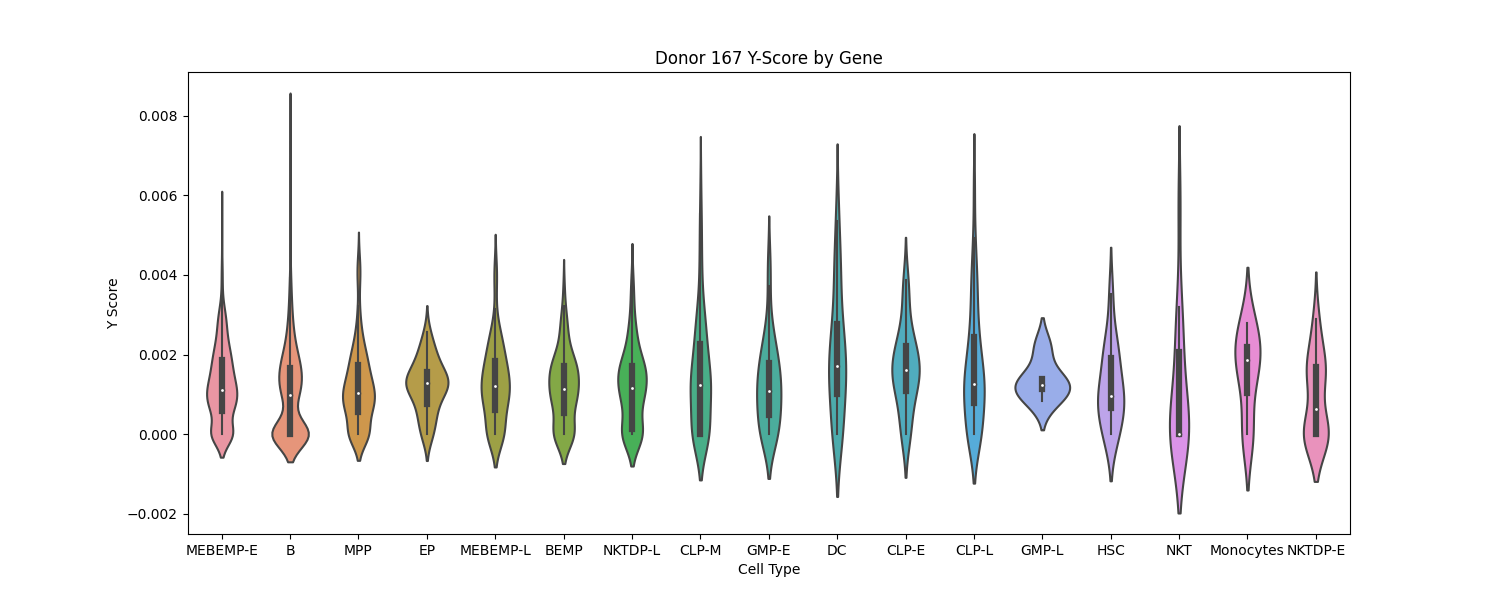 Donor 167 Y-Score by Gene
Y Score
0.008
0.006
0.004
0.002
0.000
−0.002
MEBEMP-E B MPP EP MEBEMP-L BEMP NKTDP-L CLP-M GMP-E DC CLP-E CLP-L GMP-L HSC NKT Monocytes NKTDP-E
Cell Type